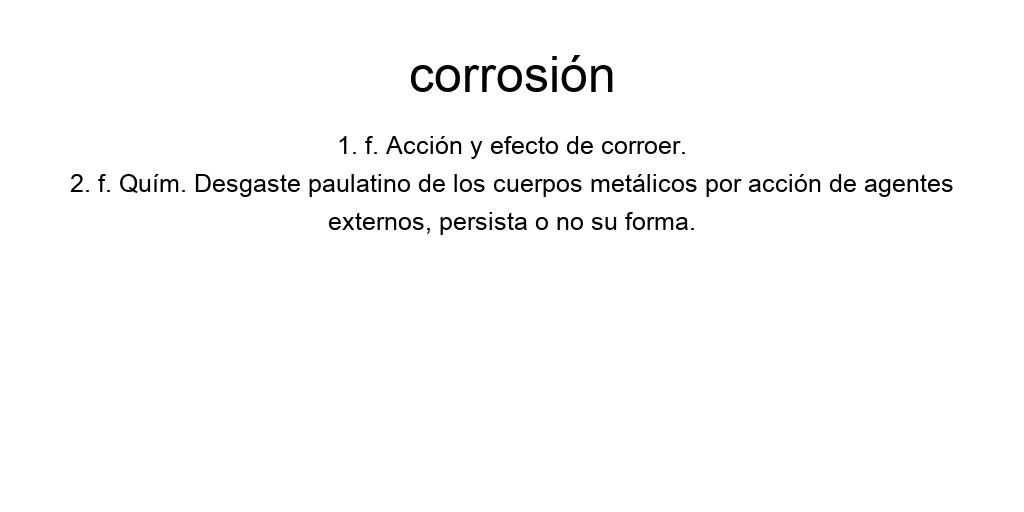 corrosión
1. f. Acción y efecto de corroer.
2. f. Quím. Desgaste paulatino de los cuerpos metálicos por acción de agentes
externos, persista o no su forma.